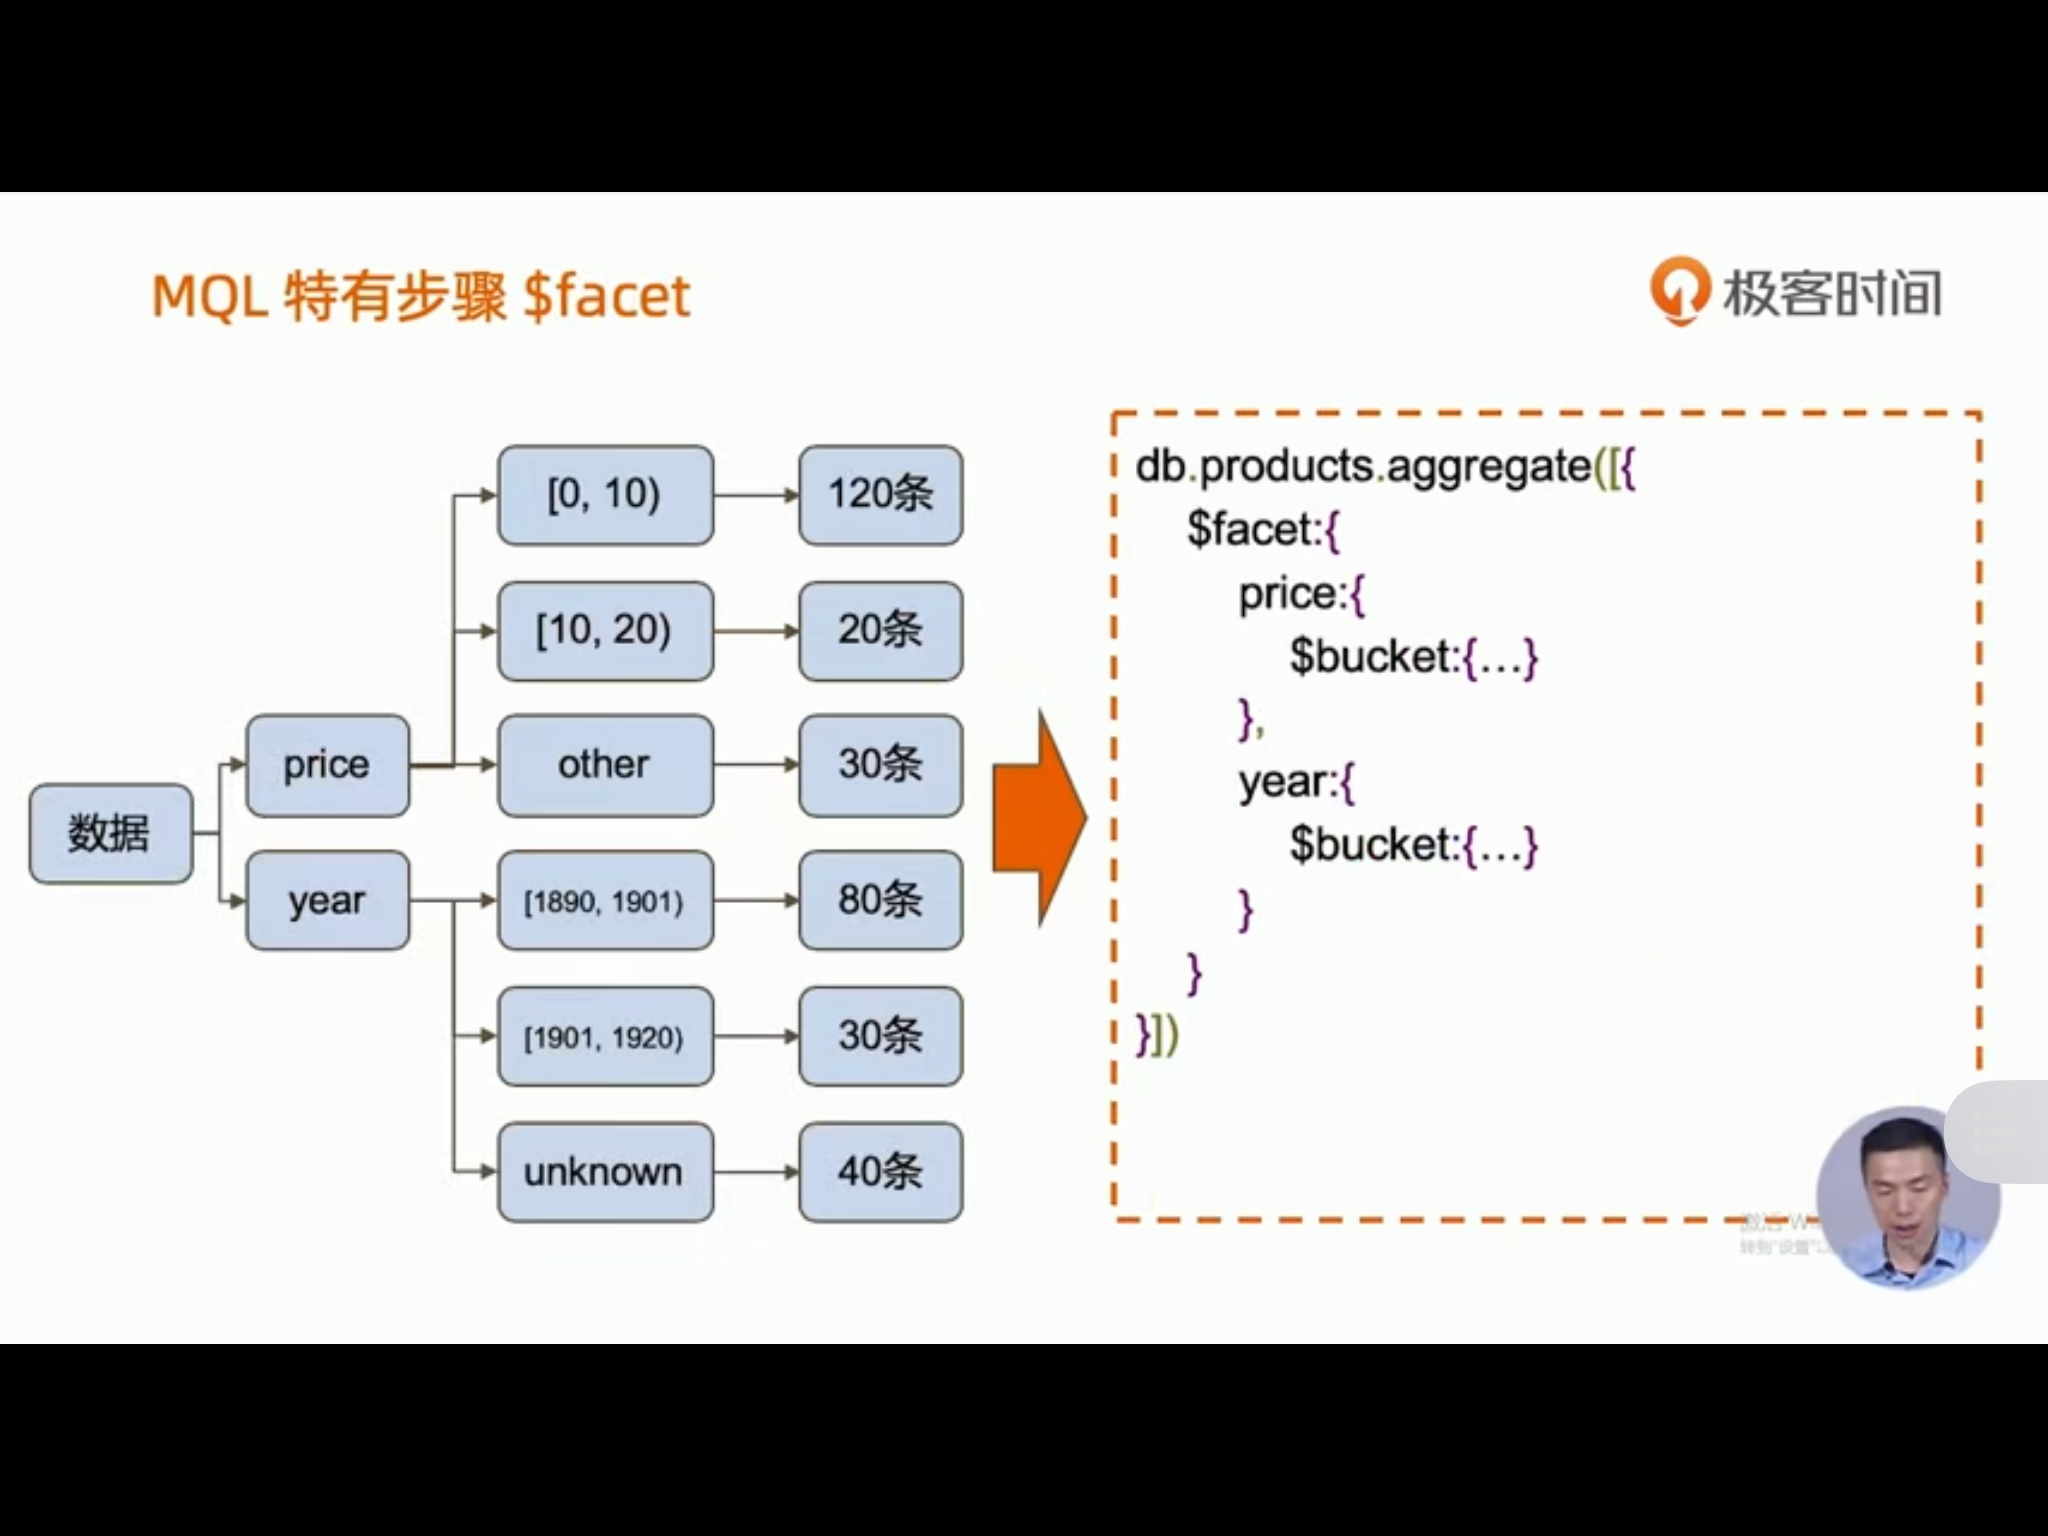 MQL 特有步骤 $facet
极客时间
数据
price
year
[0, 10)
120条
[10, 20)
20条
other
30条
[1890, 1901)
80条
[1901, 1920)
30条
unknown
40条
db.products.aggregate([{
$facet:{
price:{
$bucket:{...}
},
year:{
$bucket:{...}
}
}
}])
激活 Wi
转到"设置"以